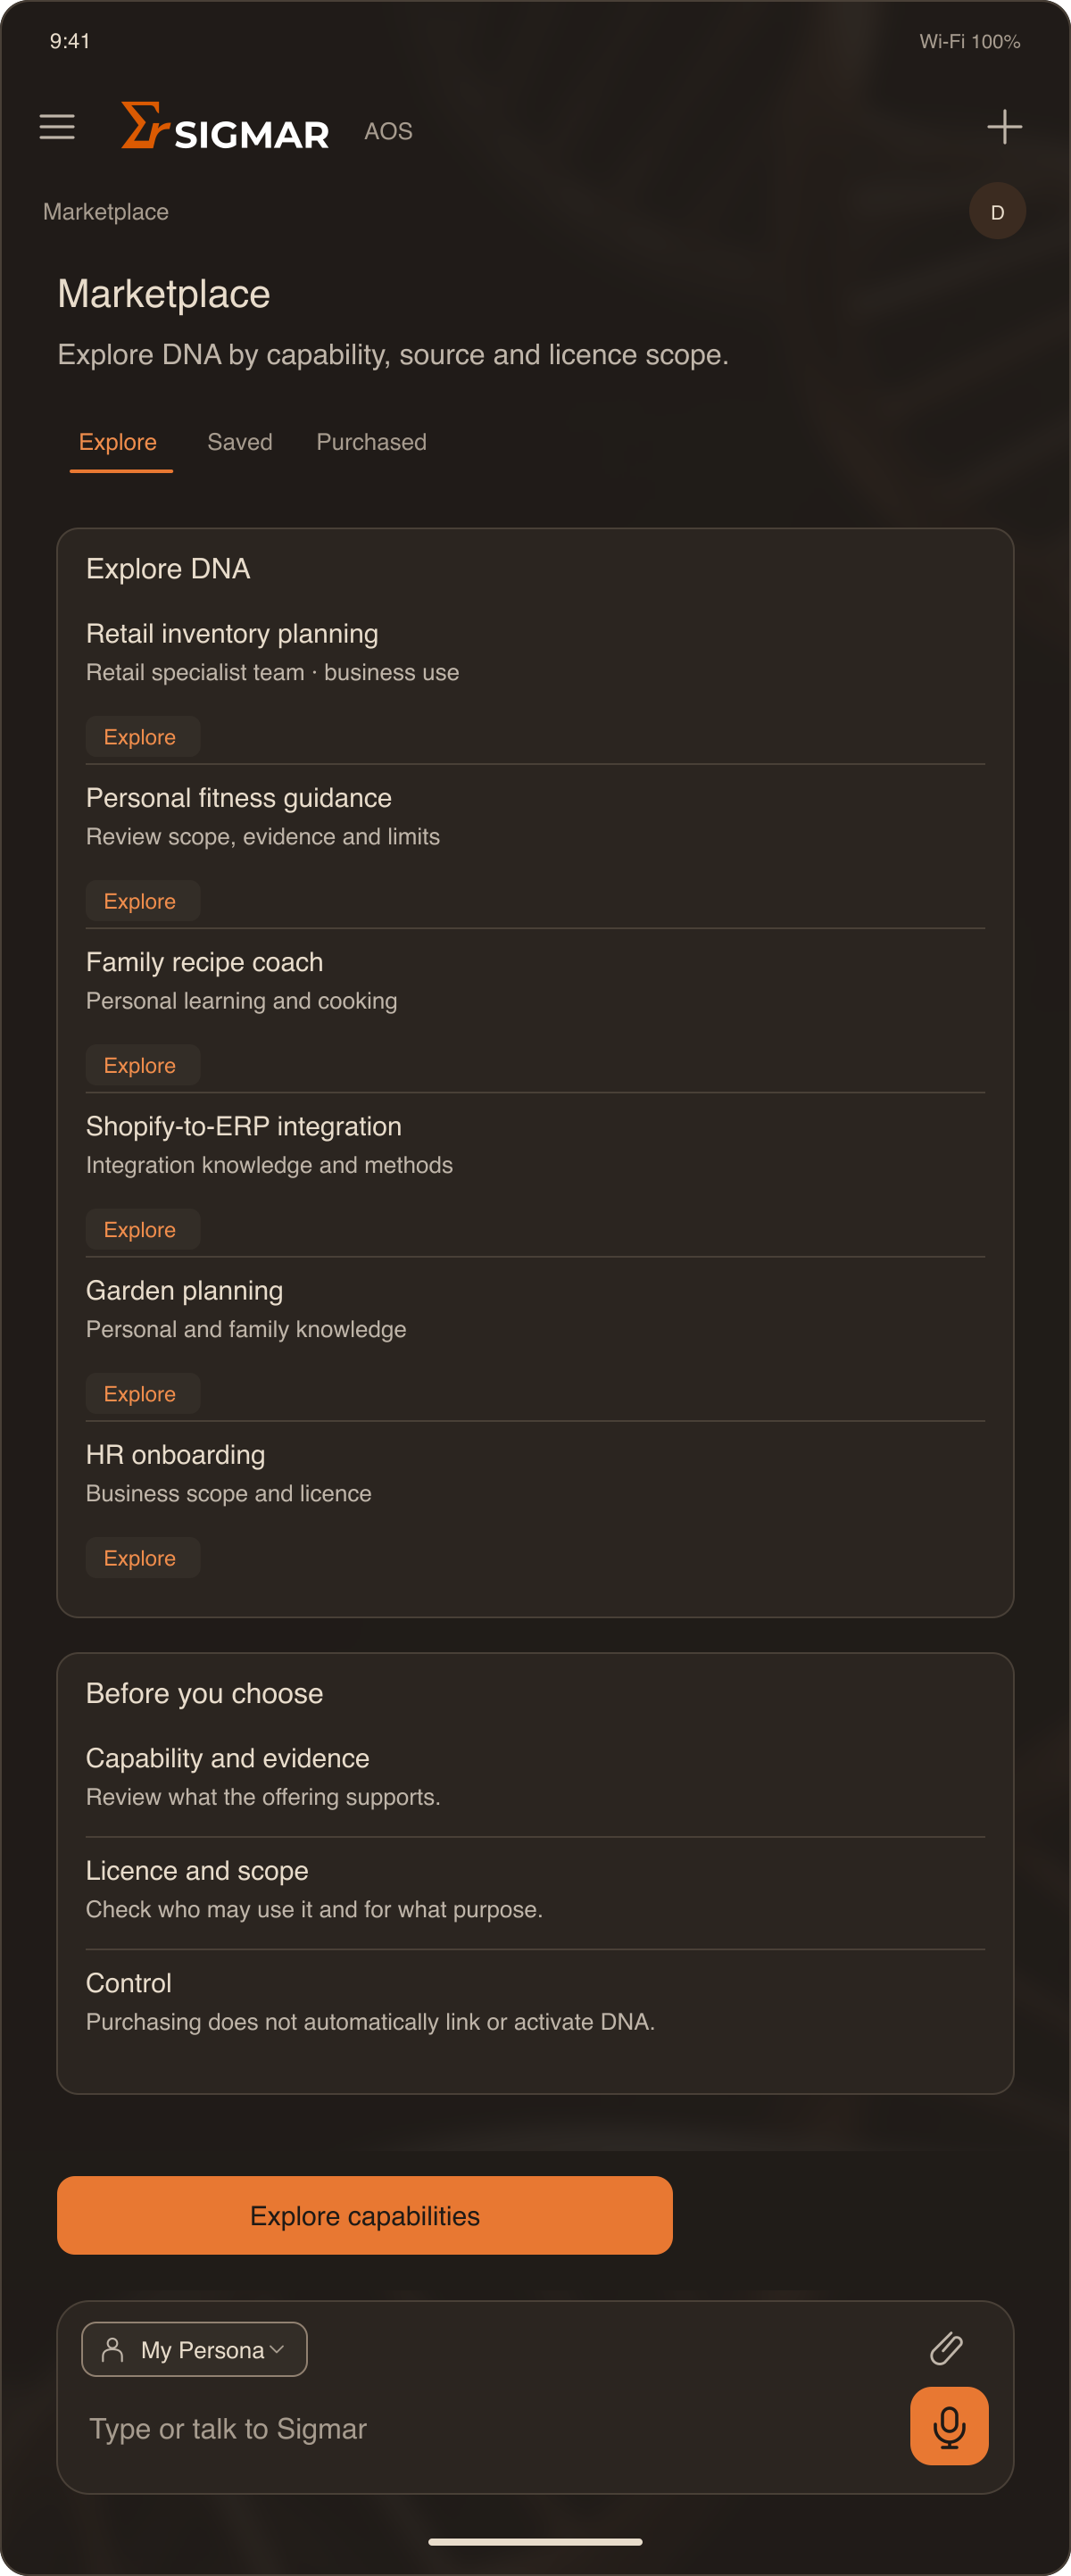 9:41
Wi-Fi 100%
Σr SIGMAR AOS
Marketplace
D
Marketplace
Explore DNA by capability, source and licence scope.
Explore
Saved
Purchased
Explore DNA
Retail inventory planning
Retail specialist team · business use
Explore
Personal fitness guidance
Review scope, evidence and limits
Explore
Family recipe coach
Personal learning and cooking
Explore
Shopify-to-ERP integration
Integration knowledge and methods
Explore
Garden planning
Personal and family knowledge
Explore
HR onboarding
Business scope and licence
Explore
Before you choose
Capability and evidence
Review what the offering supports.
Licence and scope
Check who may use it and for what purpose.
Control
Purchasing does not automatically link or activate DNA.
Explore capabilities
My Persona
Type or talk to Sigmar